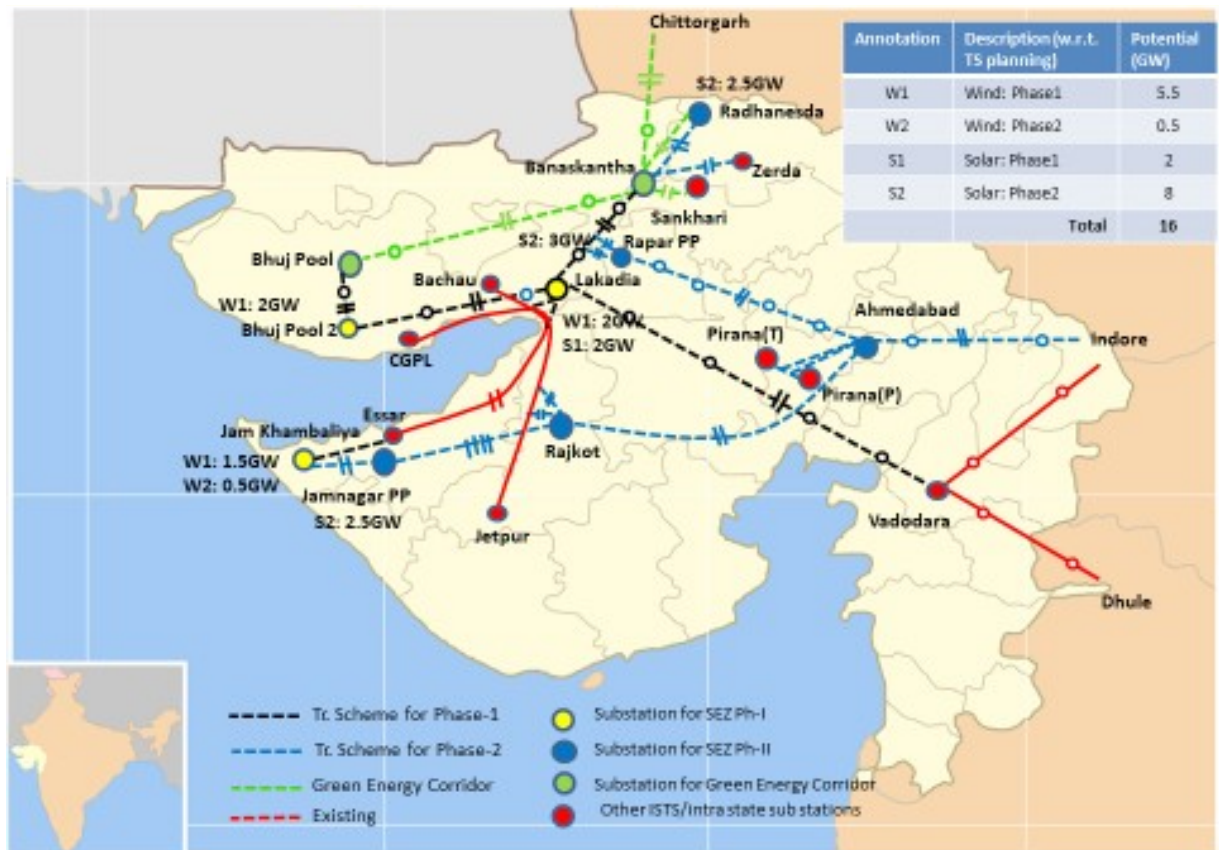 Chittorgarh
Annotation Description (w.r.t. TS planning) Potential (GW)
W1 Wind: Phase1 5.5
W2 Wind: Phase2 0.5
S1 Solar: Phase1 2
S2 Solar: Phase2 8
Total 16
S2: 2.5GW
Radhanesda
Banaskantha
Zerda
Sankhari
S2: 3GW
Rapar PP
Bhuj Pool
Bachau
Lakadia
W1: 2GW
Bhuj Pool 2
W1: 2GW
S1: 2GW
Ahmedabad
Pirana(T)
Indore
CGPL
Pirana(P)
Essar
Jam Khambaliya
Rajkot
W1: 1.5GW
W2: 0.5GW
Jamnagar PP
S2: 2.5GW
Jetpur
Vadodara
Dhule
Tr. Scheme for Phase-1
Substation for SEZ Ph-I
Tr. Scheme for Phase-2
Substation for SEZ Ph-II
Green Energy Corridor
Substation for Green Energy Corridor
Existing
Other ISTS/intra state sub stations